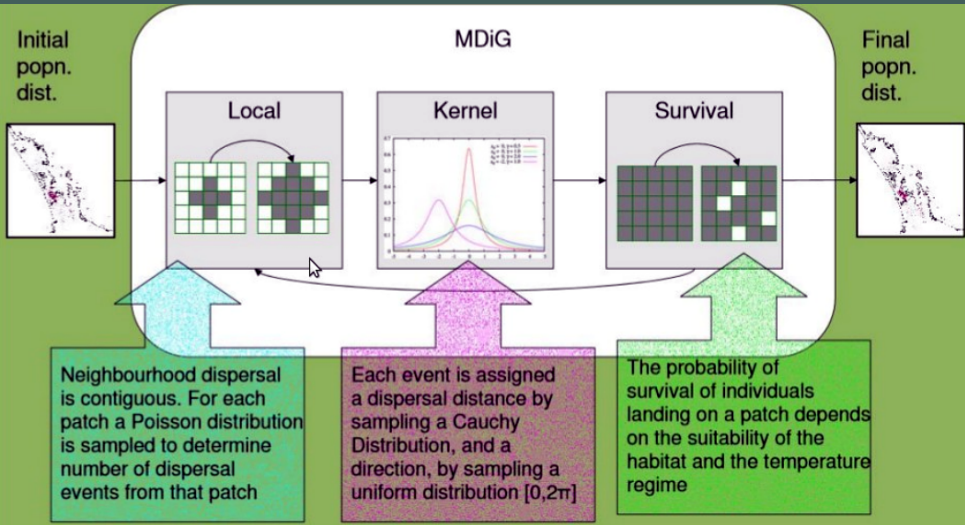 Initial
popn.
dist.
MDiG
Final
popn.
dist.
Local
Kernel
Survival
Neighbourhood dispersal
is contiguous. For each
patch a Poisson distribution
is sampled to determine
number of dispersal
events from that patch
Each event is assigned
a dispersal distance by
sampling a Cauchy
Distribution, and a
direction, by sampling a
uniform distribution [0,2π]
The probability of
survival of individuals
landing on a patch depends
on the suitability of the
habitat and the temperature
regime